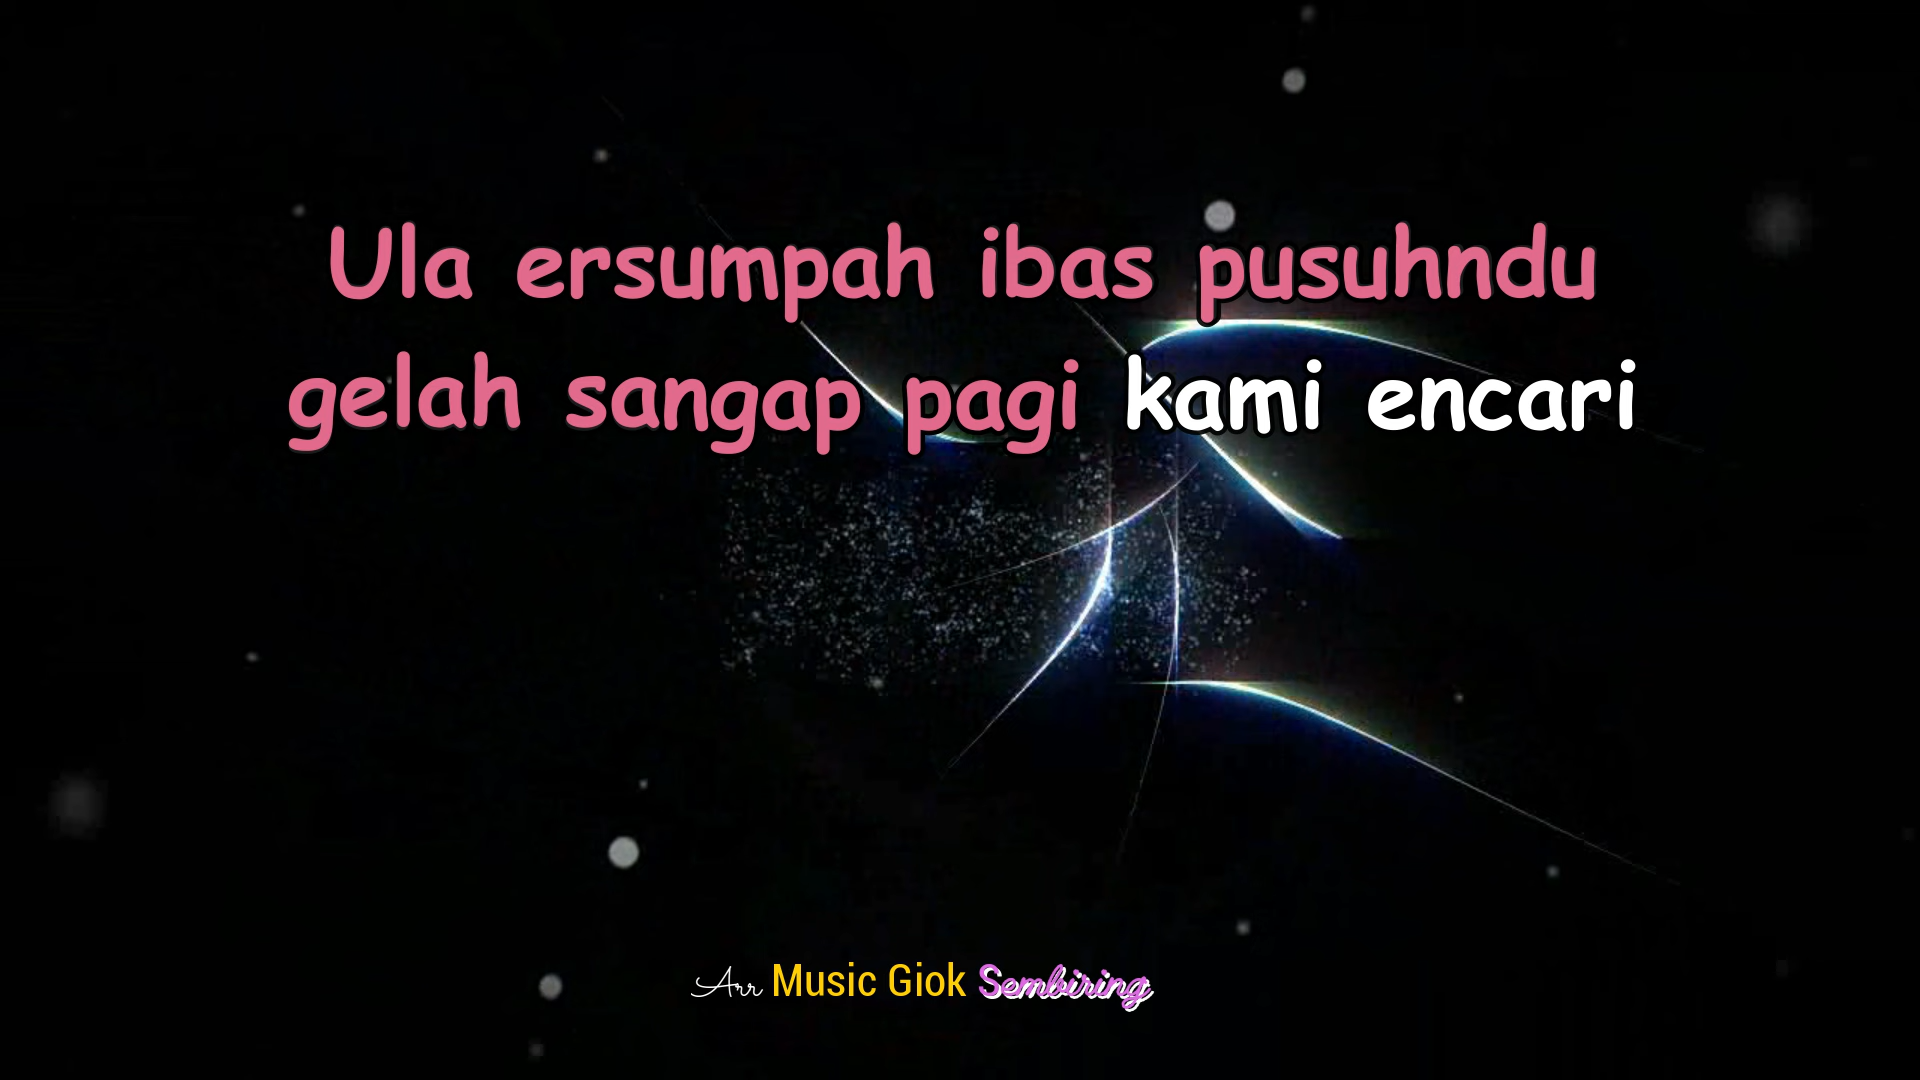 Ula ersumpah ibas pusuhndu
gelah sangap pagi kami encari
Arr Music Giok Sembiring